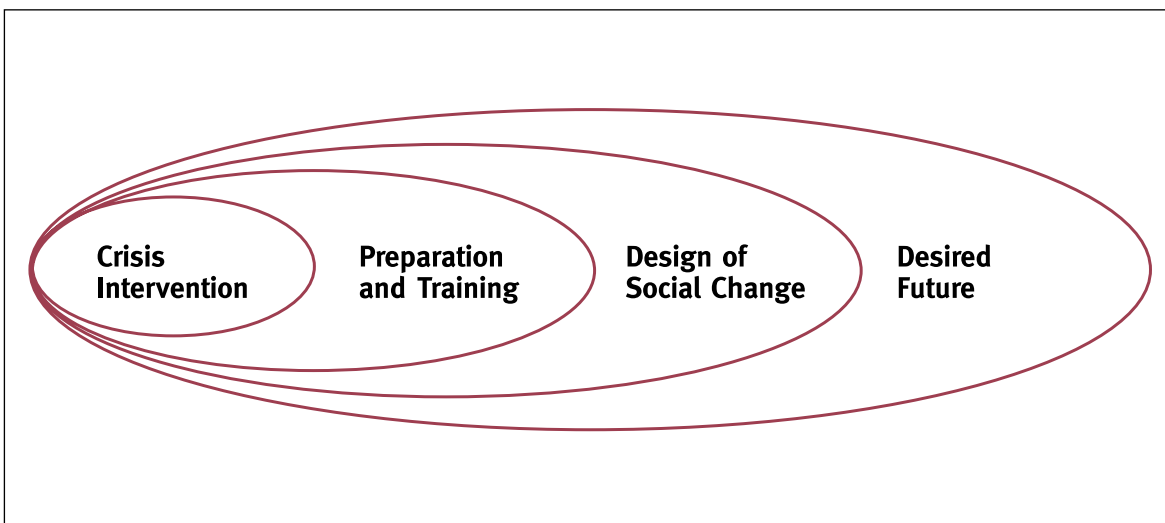 Crisis
Intervention
Preparation
and Training
Design of
Social Change
Desired
Future